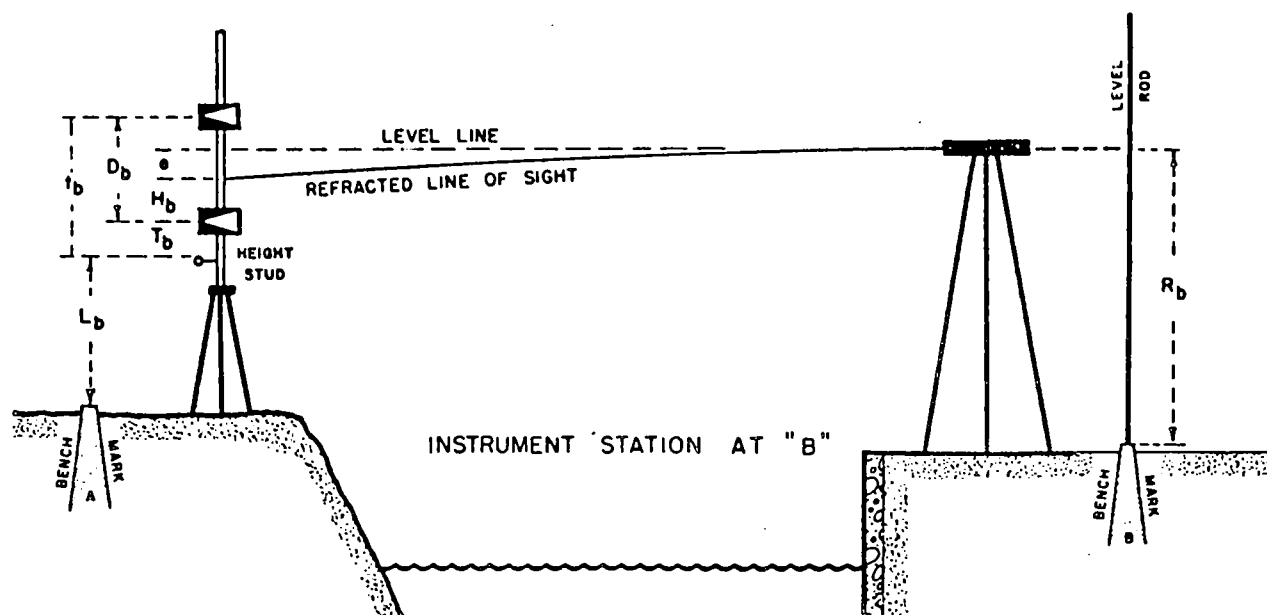 LEVEL ROD
LEVEL LINE
e
D_b
t_b
REFRACTED LINE OF SIGHT
H_b
T_b
HEIGHT
STUD
L_b
R_b
INSTRUMENT STATION AT "B"
BENCH MARK
A
BENCH MARK
B